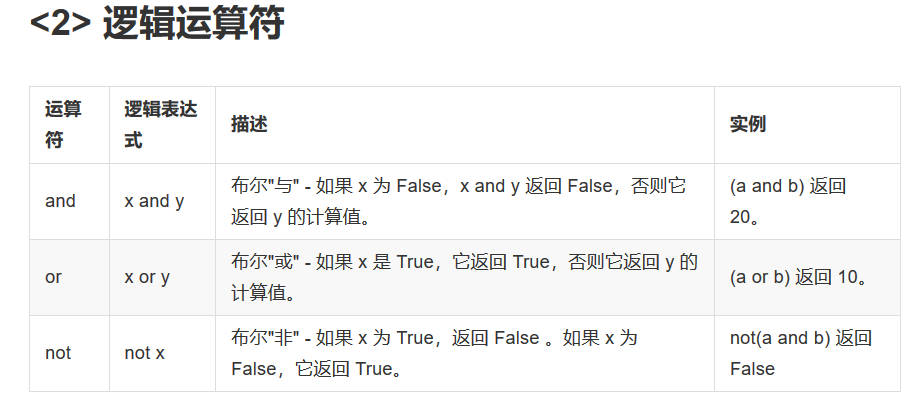 <2> 逻辑运算符
运算
符
逻辑表达
式
描述
实例
and
x and y
布尔"与" - 如果 x 为 False，x and y 返回 False，否则它
返回 y 的计算值。
(a and b) 返回
20。
or
x or y
布尔"或" - 如果 x 是 True，它返回 True，否则它返回 y 的
计算值。
(a or b) 返回 10。
not
not x
布尔"非" - 如果 x 为 True，返回 False 。如果 x 为
False，它返回 True。
not(a and b) 返回
False